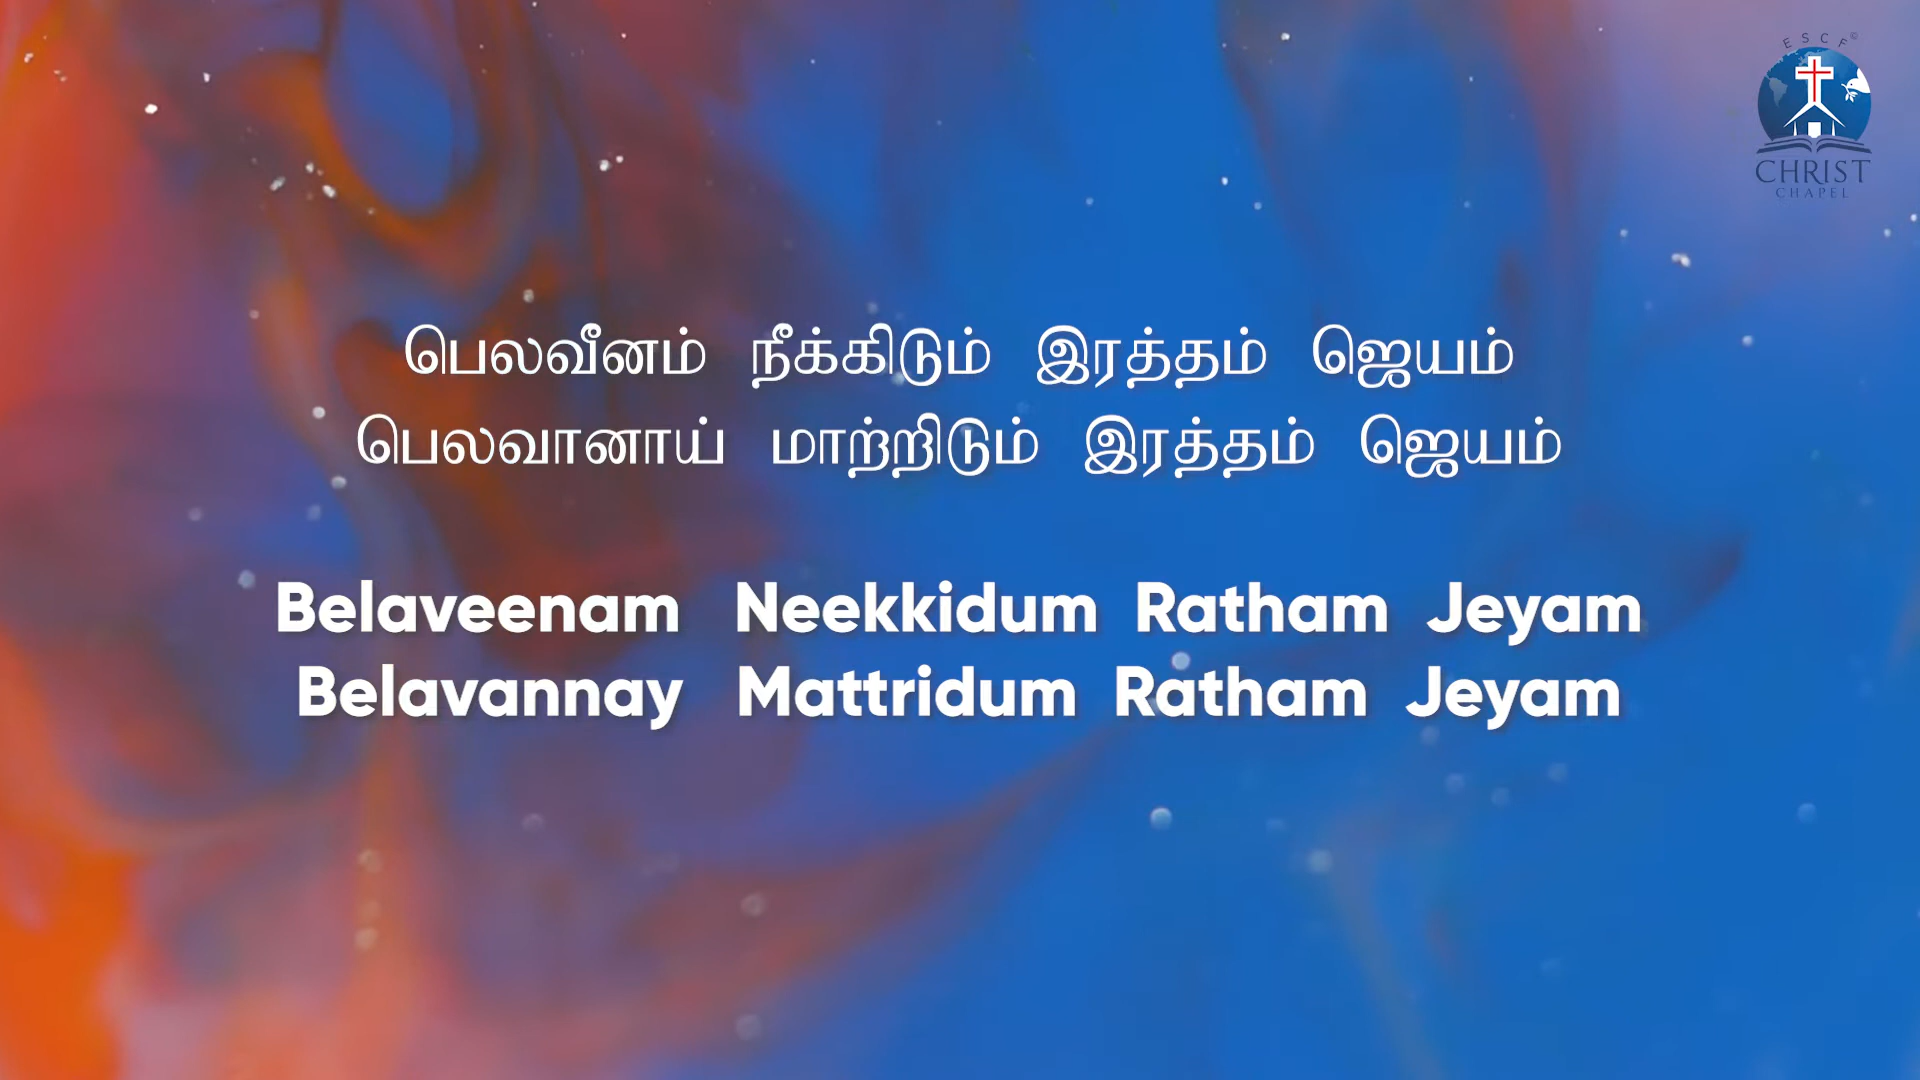 ESCF©
CHRIST
CHAPEL
பெலவீனம் நீக்கிடும் இரத்தம் ஜெயம்
பெலவானாய் மாற்றிடும் இரத்தம் ஜெயம்
Belaveenam Neekkidum Ratham Jeyam
Belavannay Mattridum Ratham Jeyam